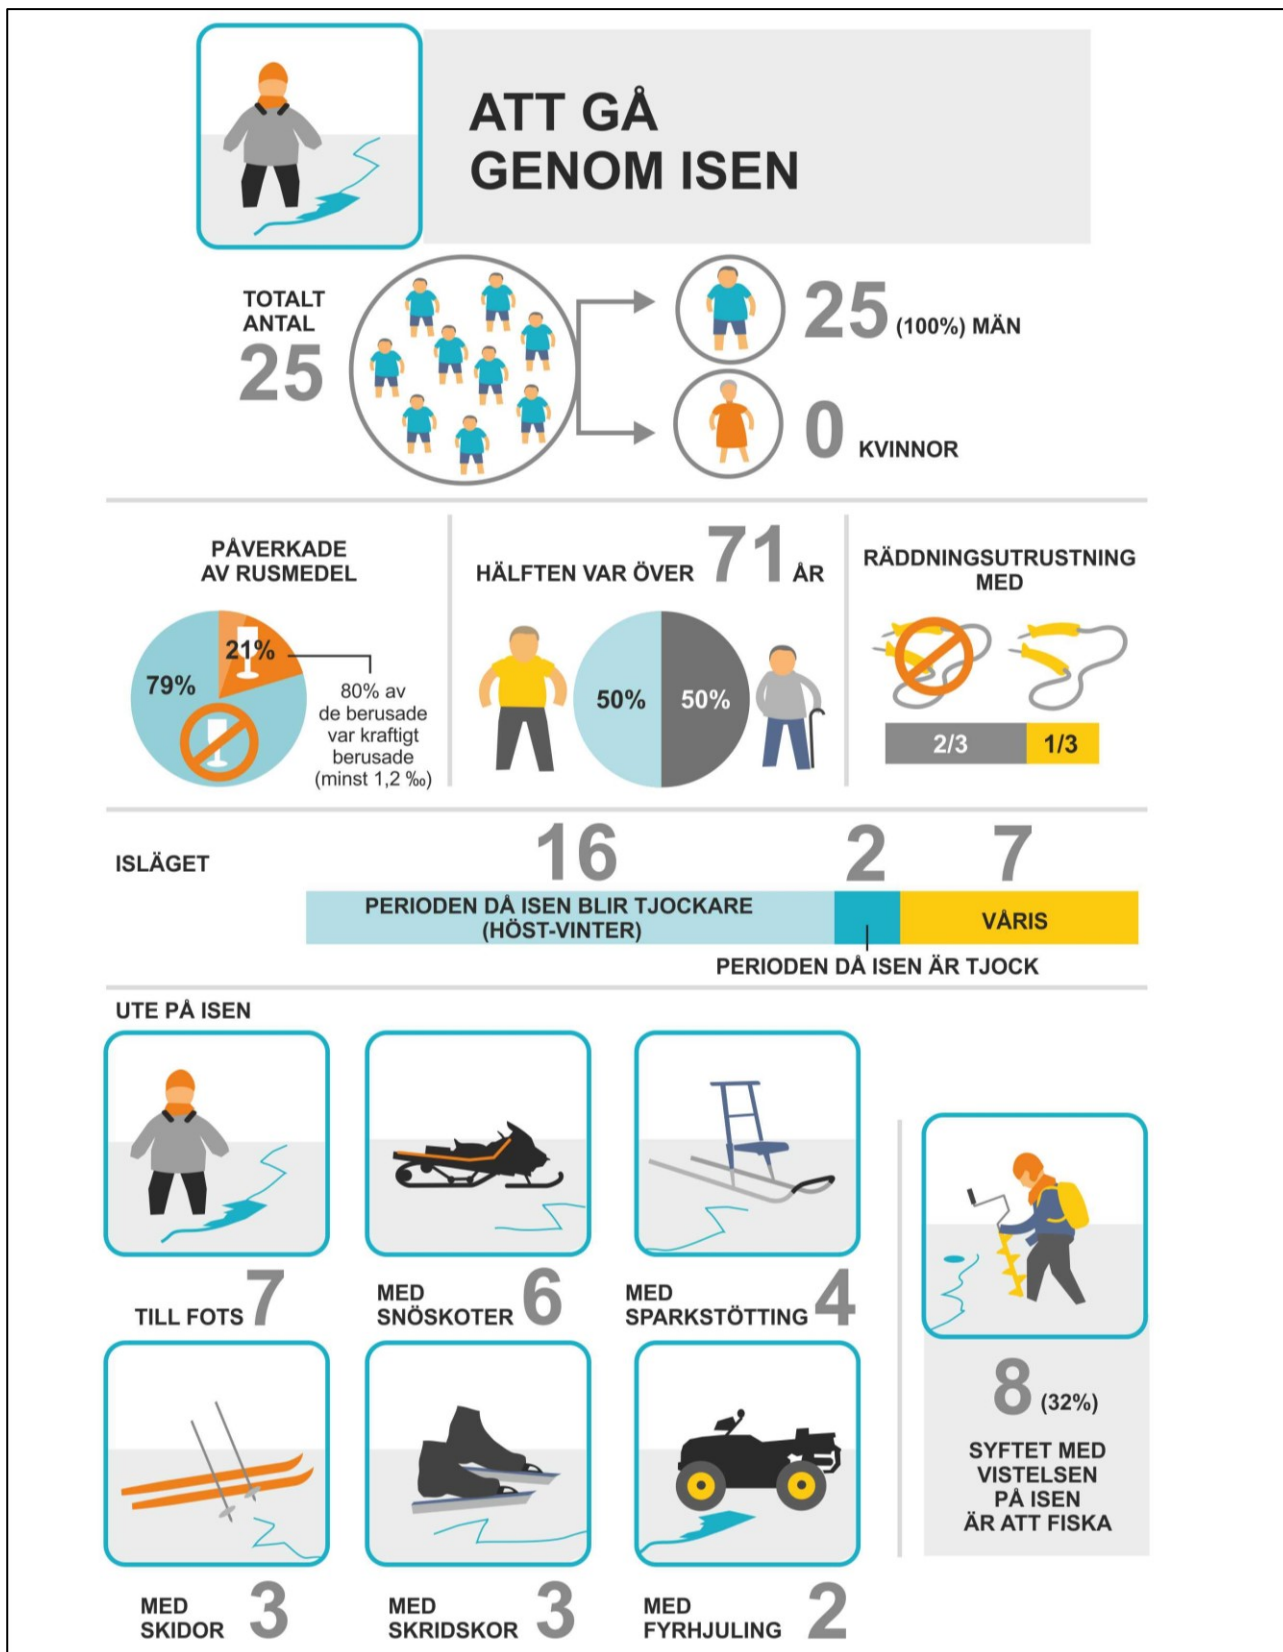 ATT GÅ
GENOM ISEN
TOTALT
ANTAL
25
25 (100%) MÄN
0 KVINNOR
PÅVERKADE
AV RUSMEDEL
21%
79%
80% av
de berusade
var kraftigt
berusade
(minst 1,2 ‰)
HÄLFTEN VAR ÖVER 71 ÅR
50%
50%
RÄDDNINGSUTRUSTNING
MED
2/3
1/3
ISLÄGET
16
2
7
PERIODEN DÅ ISEN BLIR TJOCKARE
(HÖST-VINTER)
VÅRIS
PERIODEN DÅ ISEN ÄR TJOCK
UTE PÅ ISEN
TILL FOTS 7
MED
SNÖSKOTER 6
MED
SPARKSTÖTTING 4
MED
SKIDOR 3
MED
SKRIDSKOR 3
MED
FYRHJULING 2
8 (32%)
SYFTET MED
VISTELSEN
PÅ ISEN
ÄR ATT FISKA